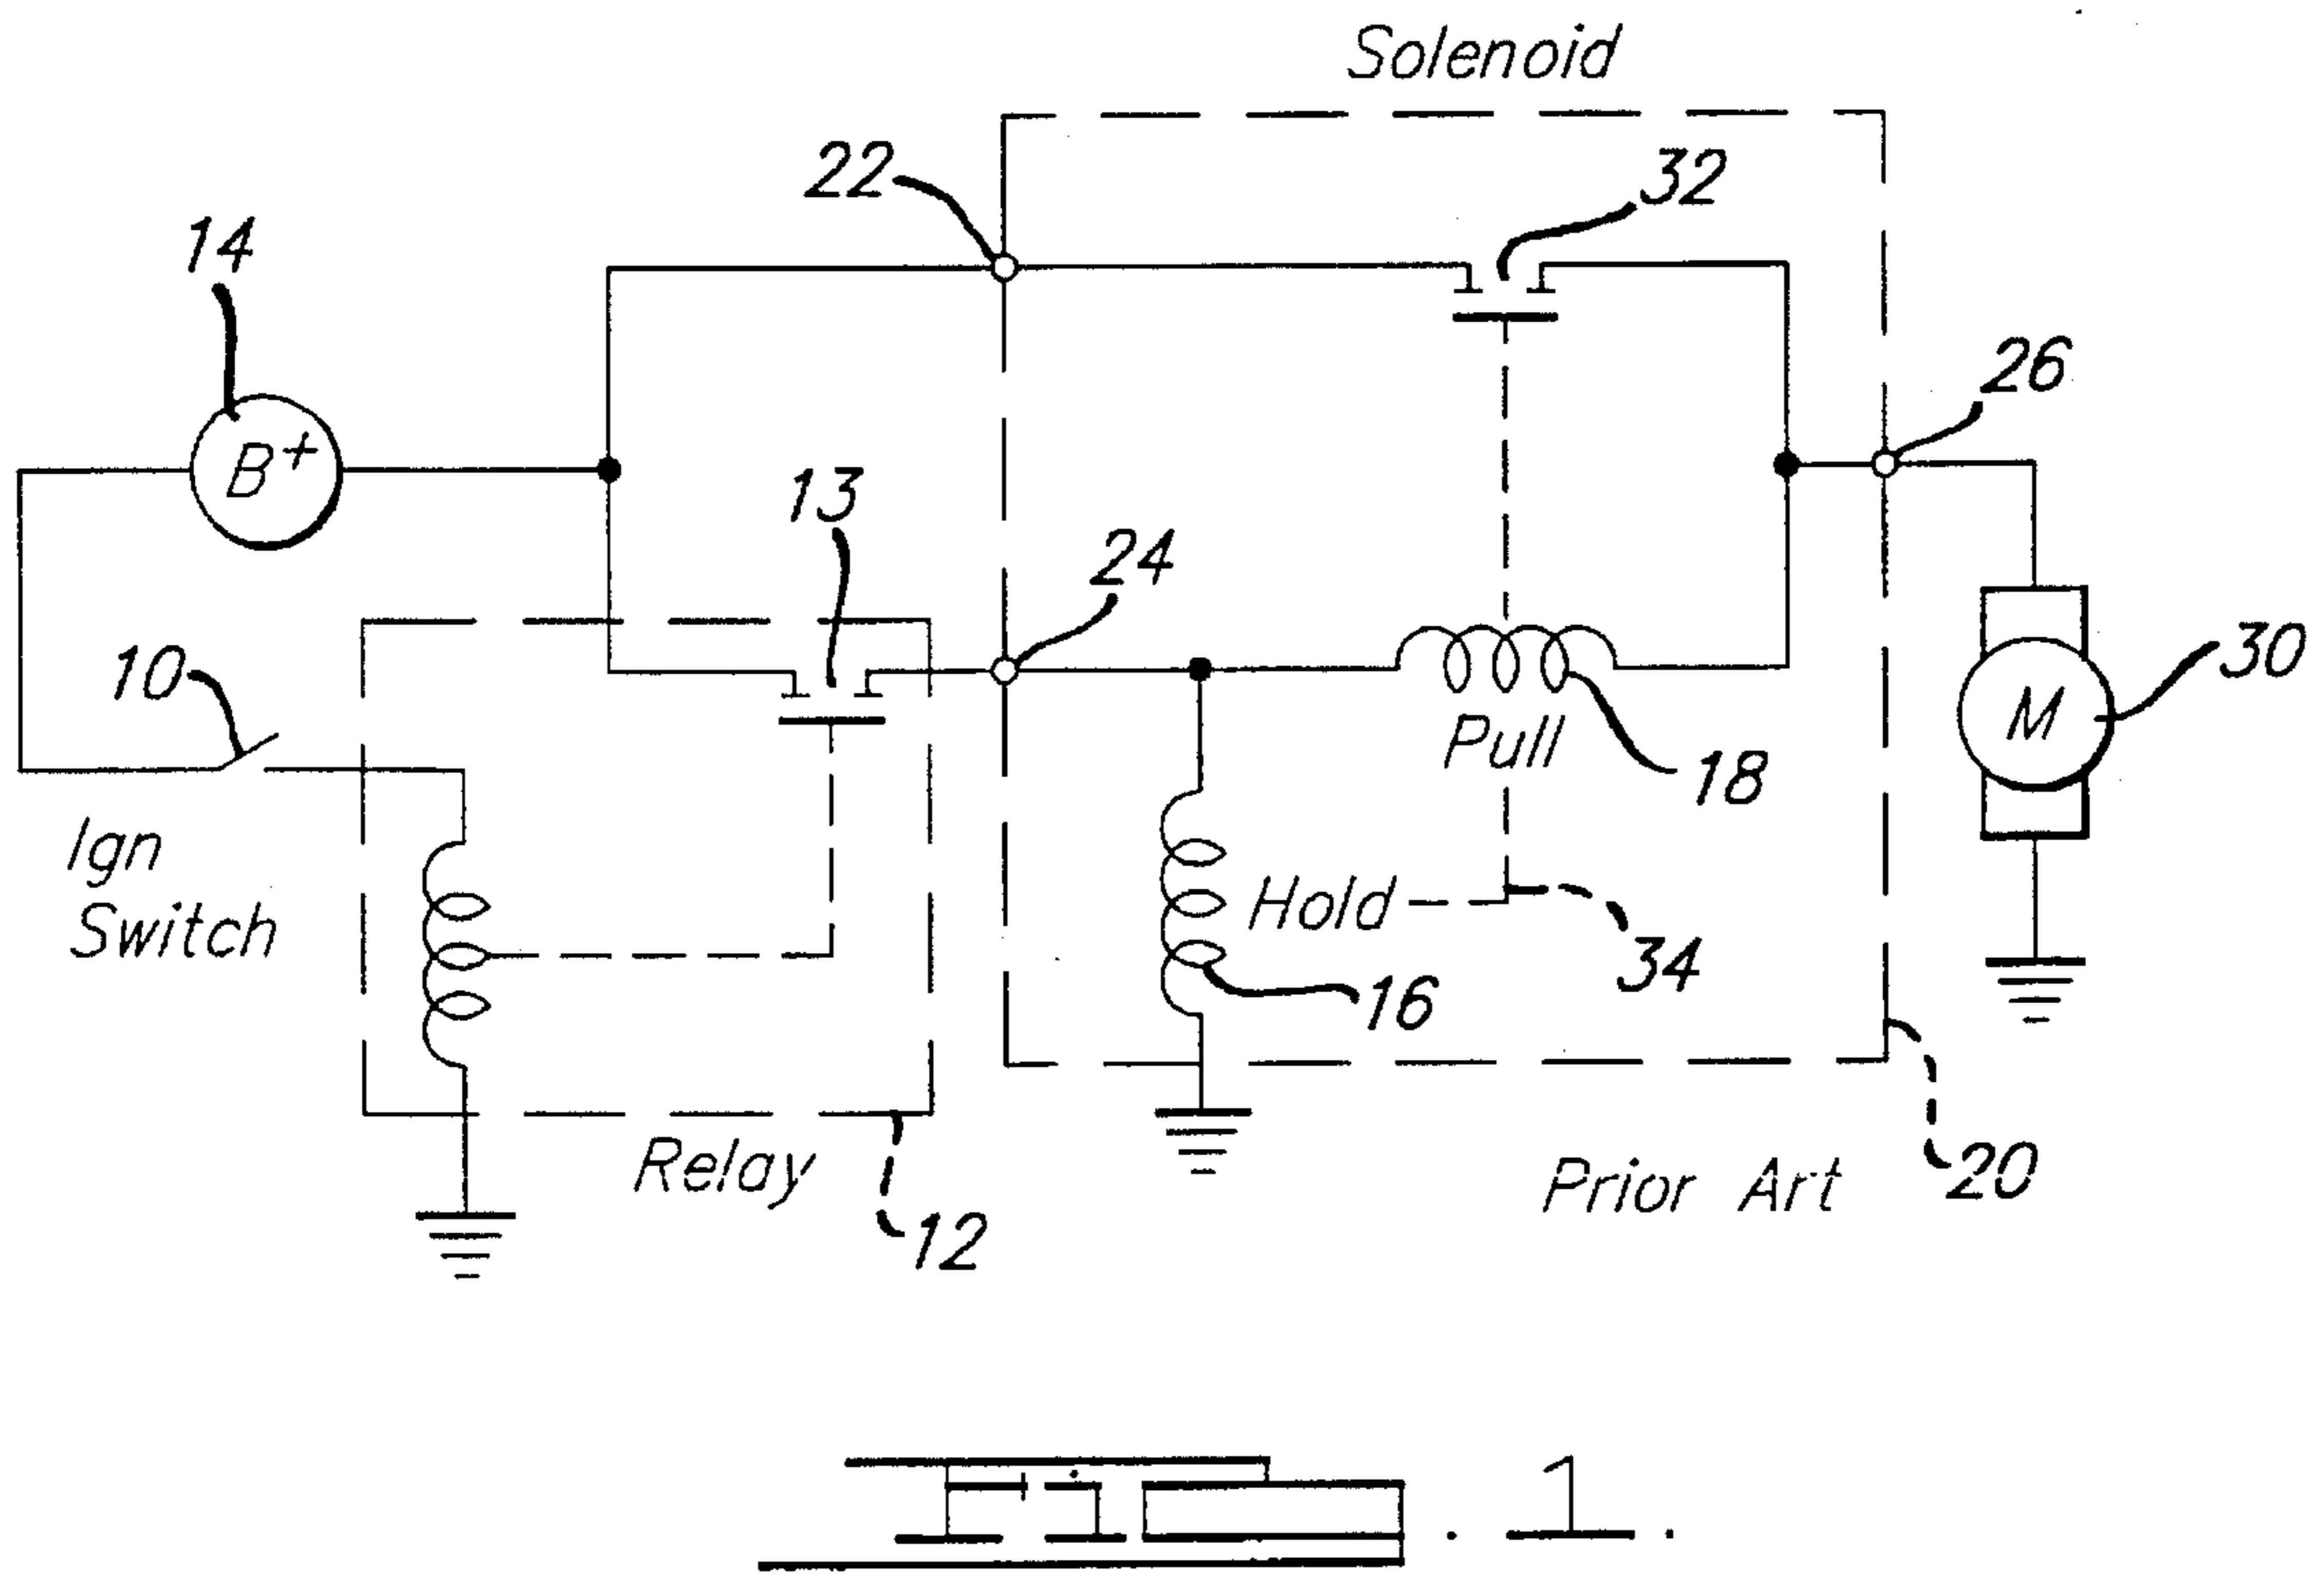 Solenoid
22
32
14
B+
26
13
24
10
30
M
Pull
18
Ign
Switch
Hold
34
16
Relay
Prior Art
20
12
Fig. 1.